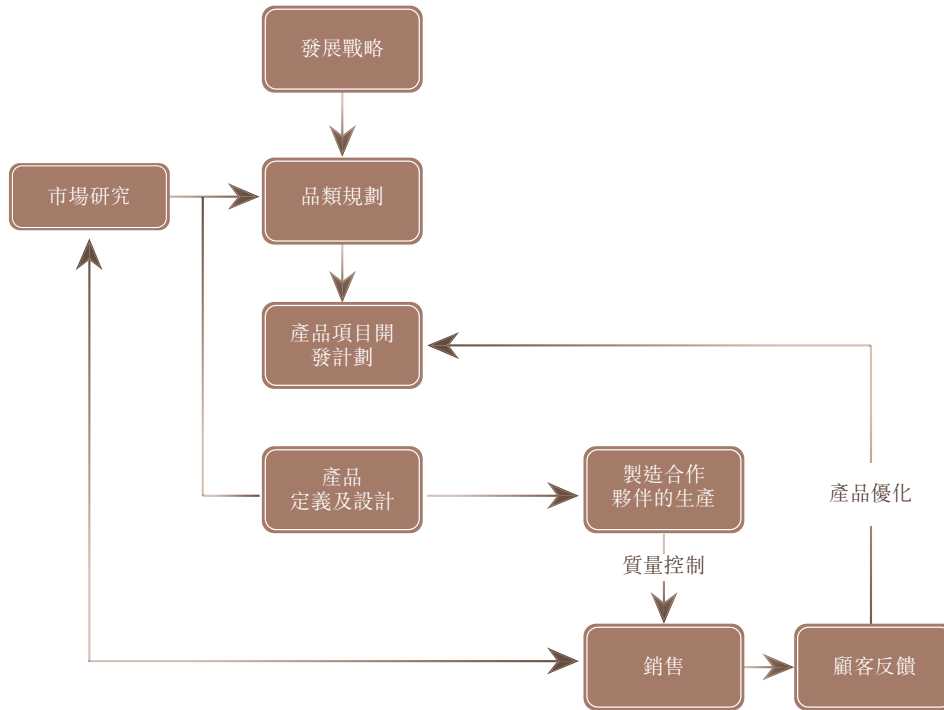 發展戰略
市場研究
品類規劃
產品項目開
發計劃
產品
定義及設計
製造合作
夥伴的生產
產品優化
質量控制
銷售
顧客反饋